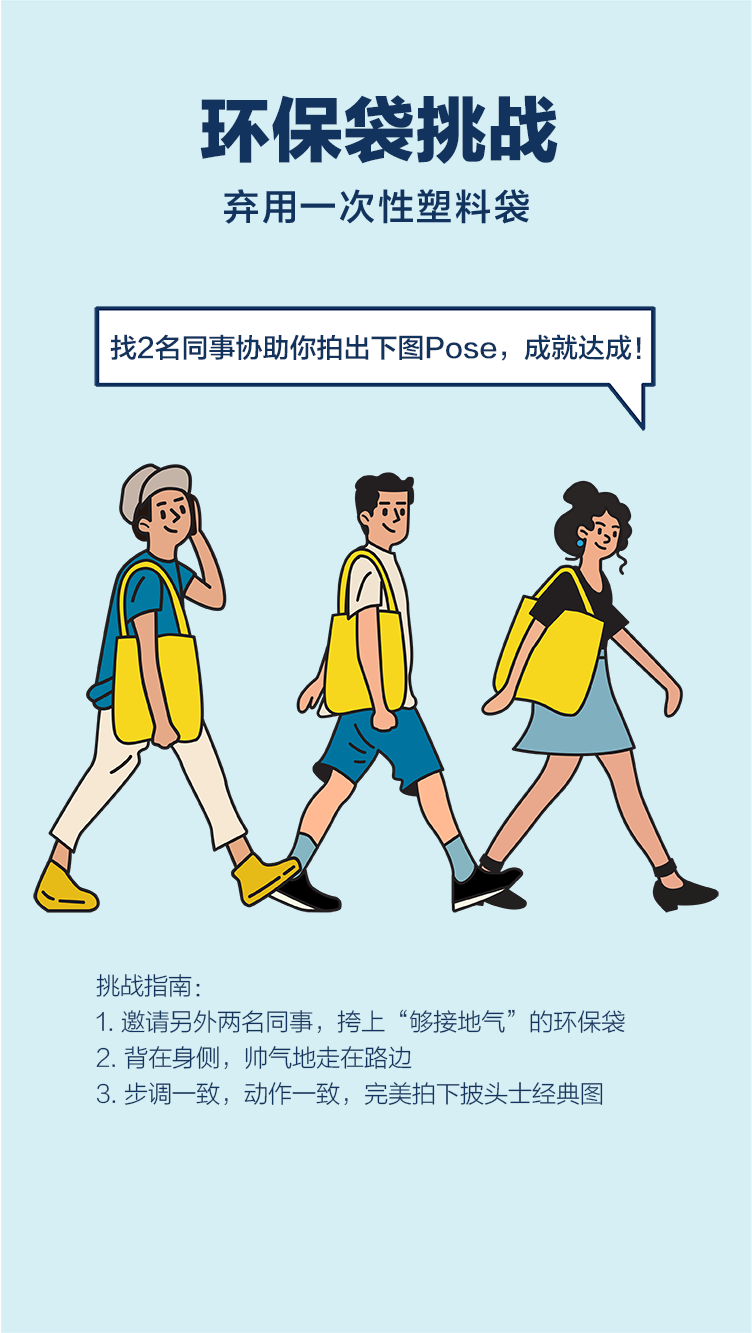 环保袋挑战
弃用一次性塑料袋
找2名同事协助你拍出下图Pose，成就达成！
挑战指南：
1. 邀请另外两名同事，挎上“够接地气”的环保袋
2. 背在身侧，帅气地走在路边
3. 步调一致，动作一致，完美拍下披头士经典图